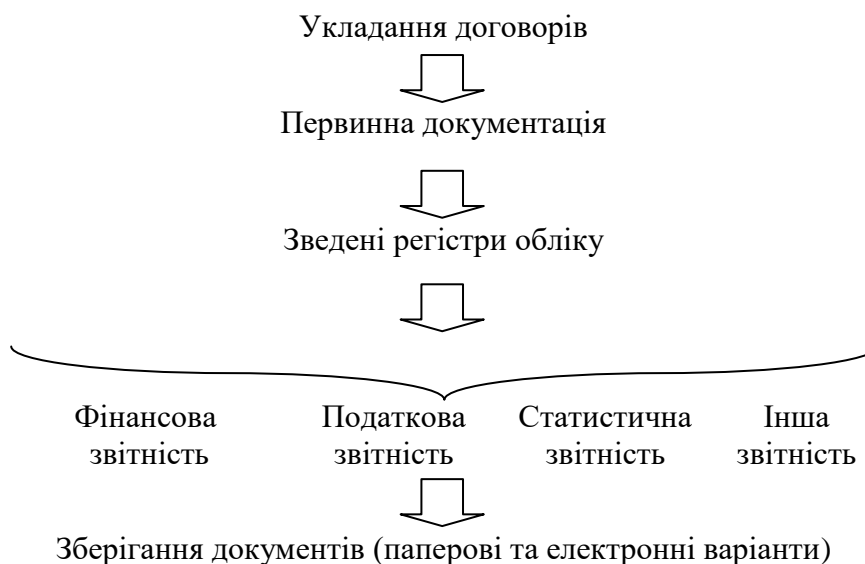 Укладання договорів
Первинна документація
Зведені регістри обліку
Фінансова звітність
Податкова звітність
Статистична звітність
Інша звітність
Зберігання документів (паперові та електронні варіанти)